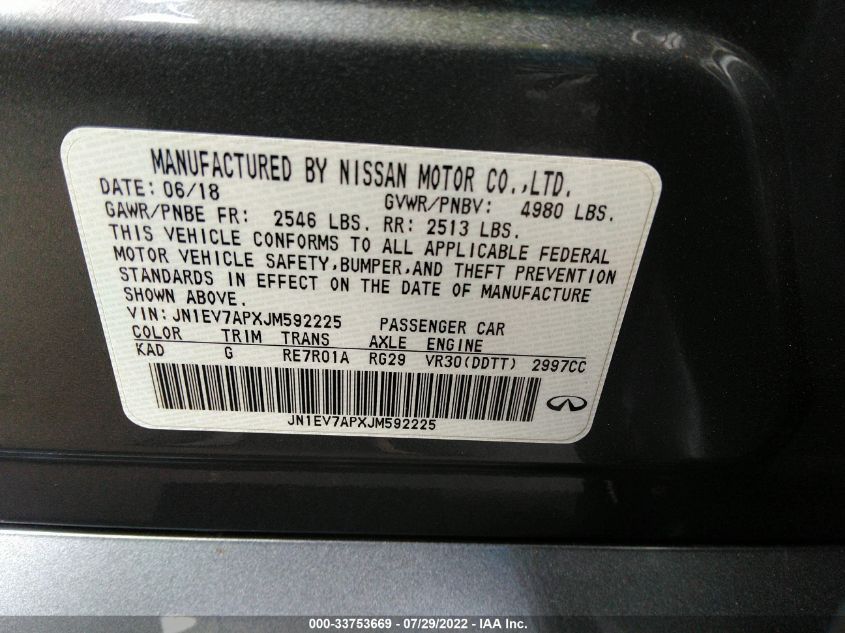 MANUFACTURED BY NISSAN MOTOR CO.,LTD.
DATE: 06/18 GVWR/PNBV: 4980 LBS.
GAWR/PNBE FR: 2546 LBS. RR: 2513 LBS.
THIS VEHICLE CONFORMS TO ALL APPLICABLE FEDERAL
MOTOR VEHICLE SAFETY,BUMPER,AND THEFT PREVENTION
STANDARDS IN EFFECT ON THE DATE OF MANUFACTURE
SHOWN ABOVE.
VIN: JN1EV7APXJM592225 PASSENGER CAR
COLOR TRIM TRANS AXLE ENGINE
KAD G RE7R01A RG29 VR30(DDTT) 2997CC
JN1EV7APXJM592225
000-33753669 - 07/29/2022 - IAA Inc.